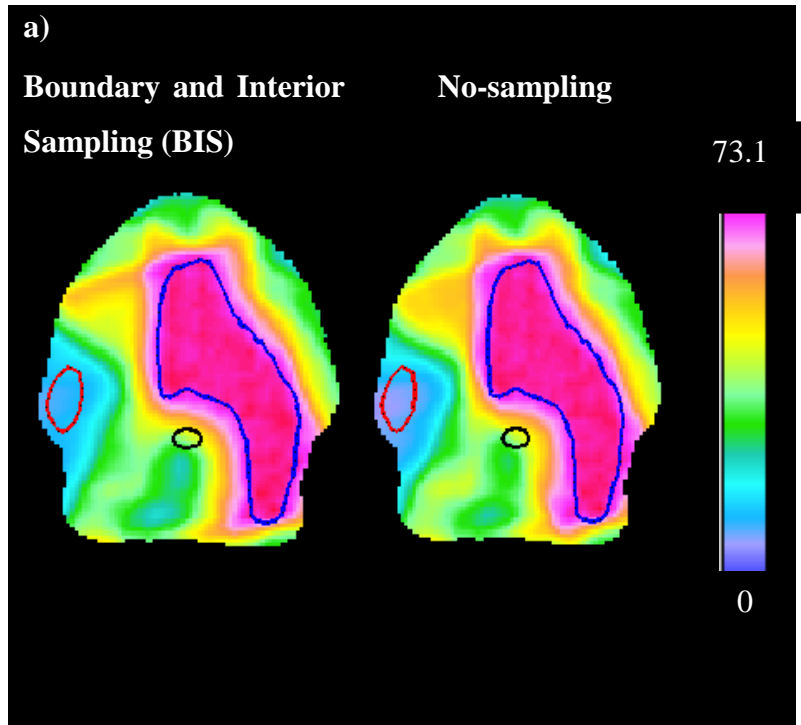 a)
Boundary and Interior
Sampling (BIS)
No-sampling
73.1
0